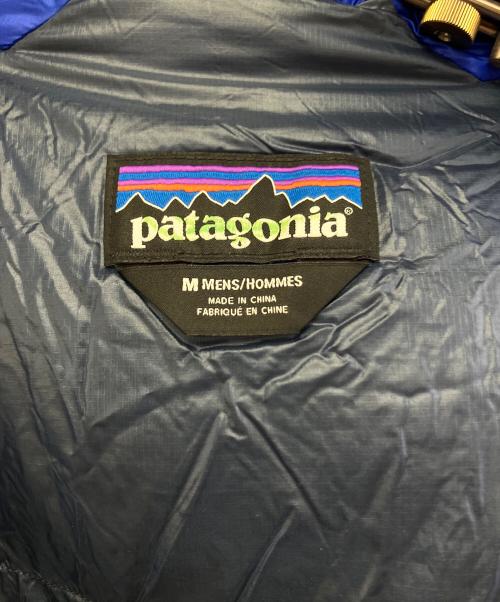 patagonia®
M MENS/HOMMES
MADE IN CHINA
FABRIQUÉ EN CHINE